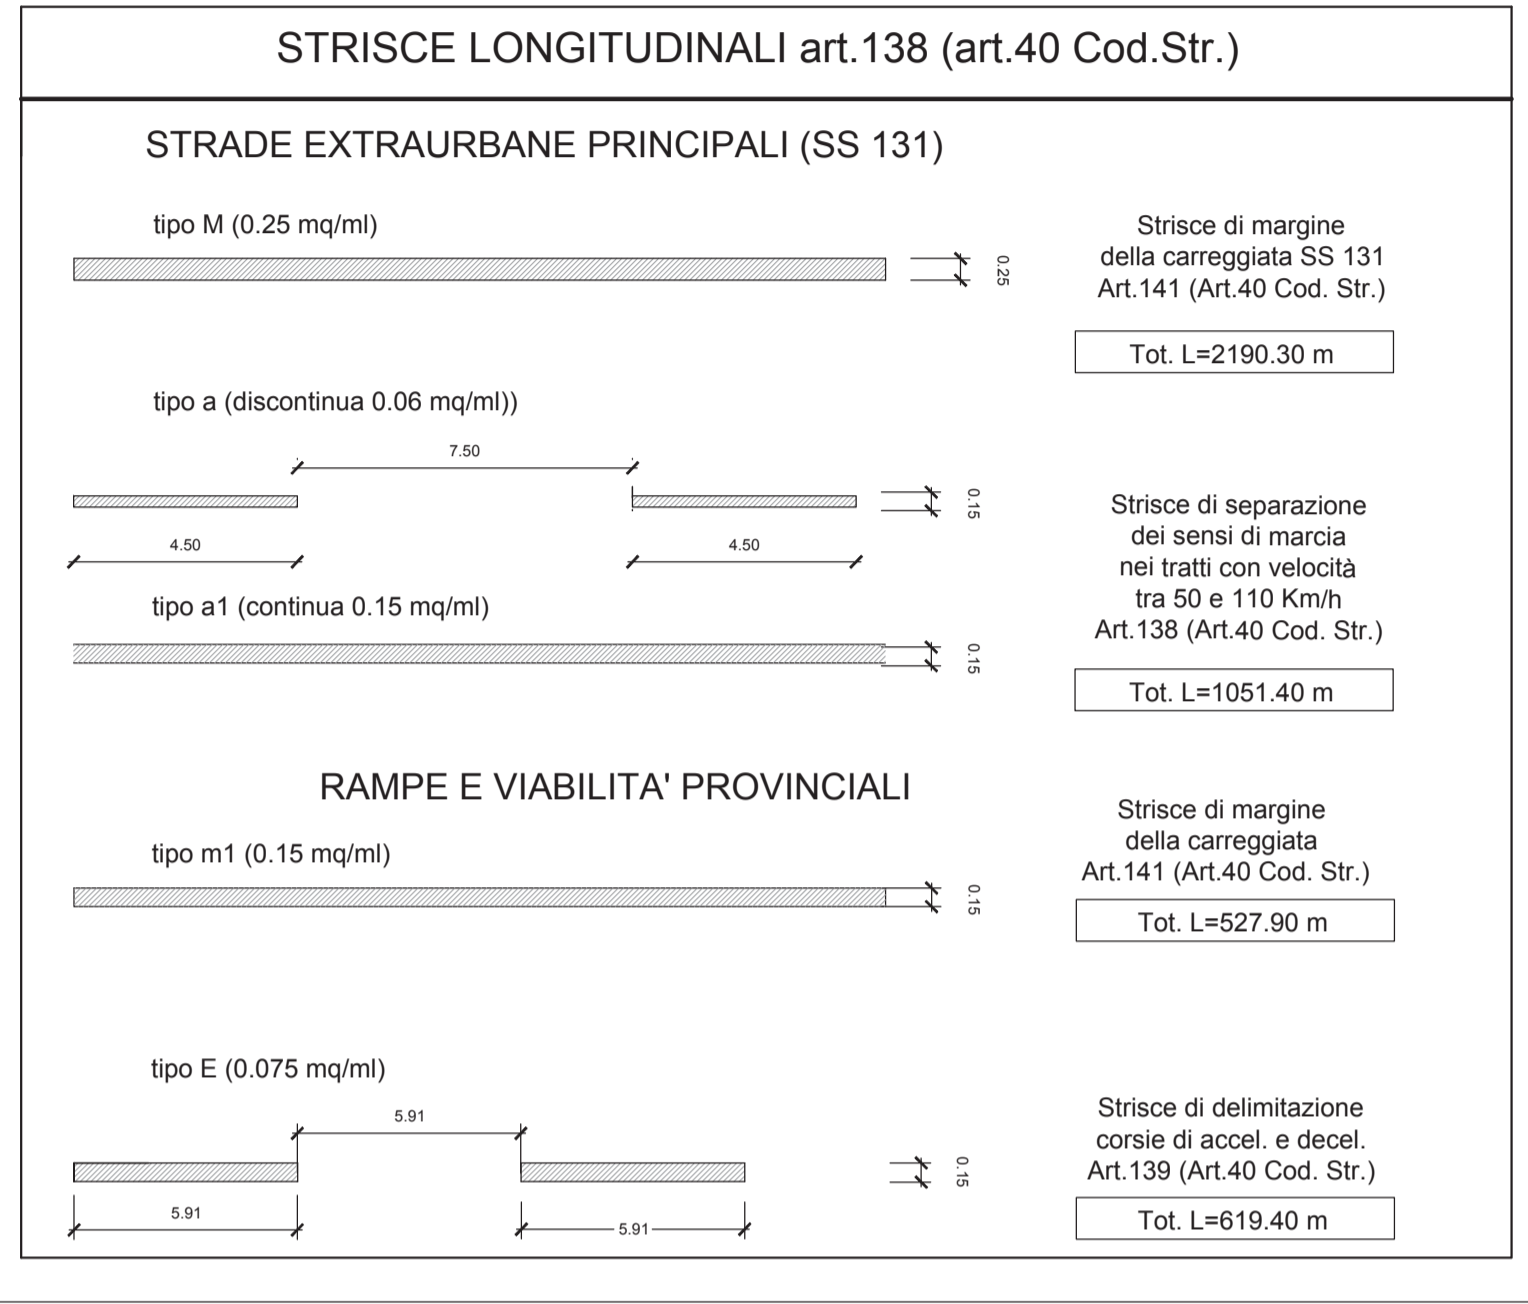 STRISCE LONGITUDINALI art.138 (art.40 Cod.Str.)
STRADE EXTRAURBANE PRINCIPALI (SS 131)
tipo M (0.25 mq/ml)
0.25
Strisce di margine
della carreggiata SS 131
Art.141 (Art.40 Cod. Str.)
Tot. L=2190.30 m
tipo a (discontinua 0.06 mq/ml))
7.50
0.15
4.50
4.50
tipo a1 (continua 0.15 mq/ml)
0.15
Strisce di separazione
dei sensi di marcia
nei tratti con velocità
tra 50 e 110 Km/h
Art.138 (Art.40 Cod. Str.)
Tot. L=1051.40 m
RAMPE E VIABILITA' PROVINCIALI
tipo m1 (0.15 mq/ml)
0.15
Strisce di margine
della carreggiata
Art.141 (Art.40 Cod. Str.)
Tot. L=527.90 m
tipo E (0.075 mq/ml)
5.91
0.15
5.91
5.91
Strisce di delimitazione
corsie di accel. e decel.
Art.139 (Art.40 Cod. Str.)
Tot. L=619.40 m